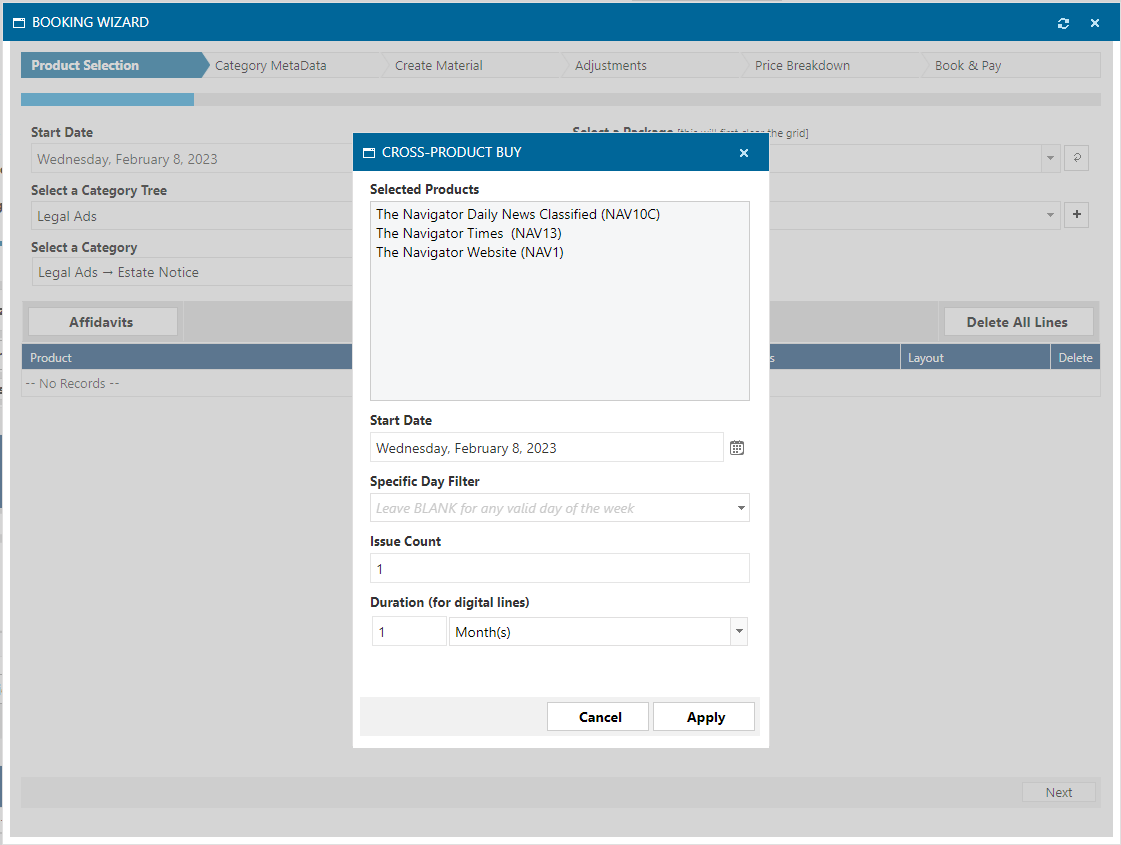 BOOKING WIZARD
Product Selection
Category MetaData
Create Material
Adjustments
Price Breakdown
Book & Pay
Start Date
Select a Package [this will first clear the grid]
Wednesday, February 8, 2023
Select a Category Tree
Legal Ads
Select a Category
Legal Ads → Estate Notice
Affidavits
Delete All Lines
Product
s
Layout
Delete
-- No Records --
CROSS-PRODUCT BUY
Selected Products
The Navigator Daily News Classified (NAV10C)
The Navigator Times  (NAV13)
The Navigator Website (NAV1)
Start Date
Wednesday, February 8, 2023
Specific Day Filter
Leave BLANK for any valid day of the week
Issue Count
1
Duration (for digital lines)
1
Month(s)
Cancel
Apply
Next